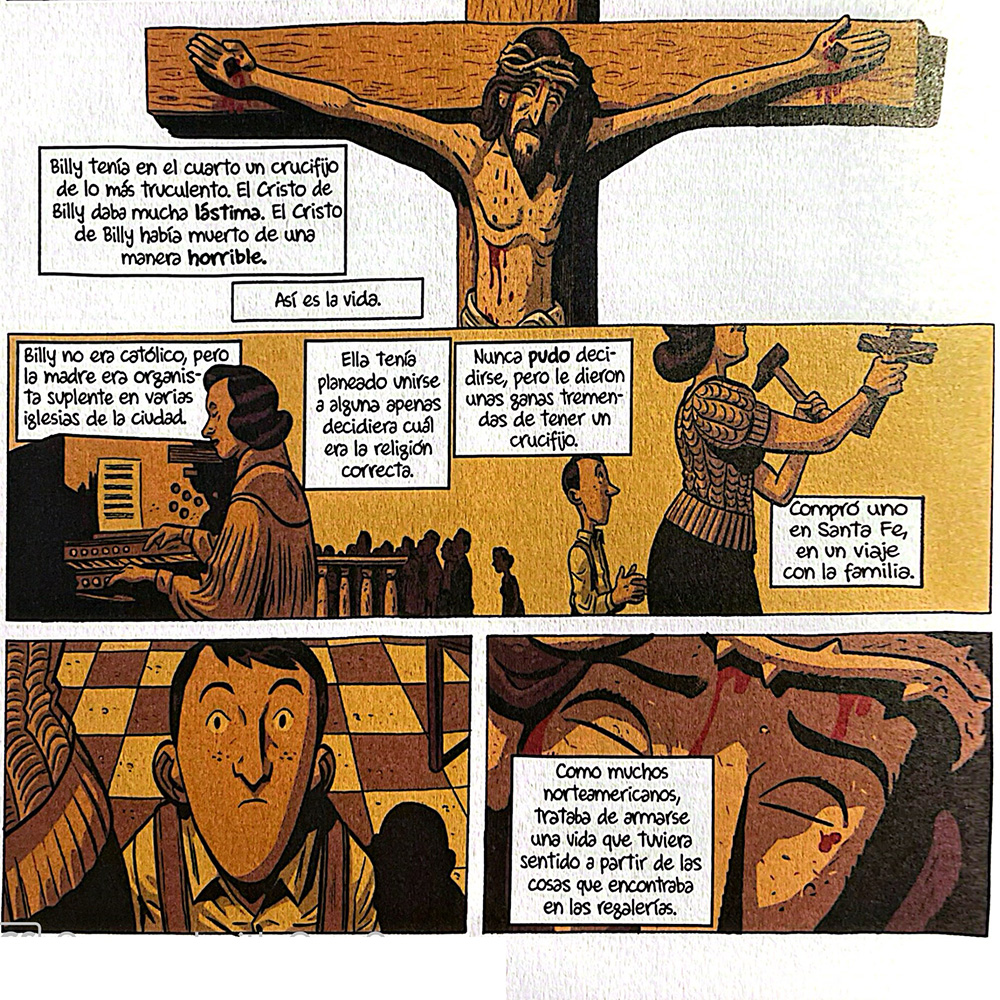 Billy tenía en el cuarto un crucifijo
de lo más truculento. El Cristo de
Billy daba mucha lástima. El Cristo
de Billy había muerto de una
manera horrible.
Así es la vida.
Billy no era católico, pero
la madre era organis-
ta suplente en varias
iglesias de la ciudad.
Ella tenía
planeado unirse
a alguna apenas
decidiera cuál
era la religión
correcta.
Nunca pudo deci-
dirse, pero le dieron
unas ganas tremen-
das de tener un
crucifijo.
Compró uno
en Santa Fe,
en un viaje
con la familia.
Como muchos
norteamericanos,
trataba de armarse
una vida que tuviera
sentido a partir de las
cosas que encontraba
en las regalerías.